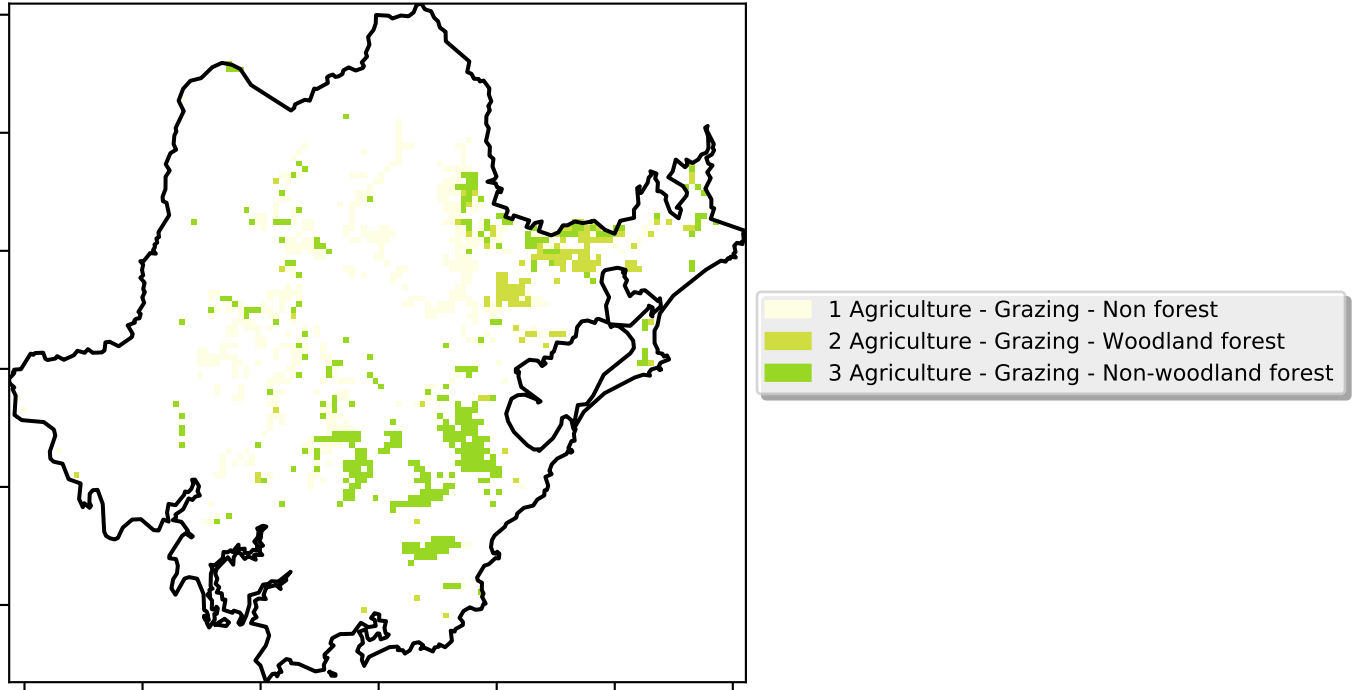 1 Agriculture - Grazing - Non forest
2 Agriculture - Grazing - Woodland forest
3 Agriculture - Grazing - Non-woodland forest